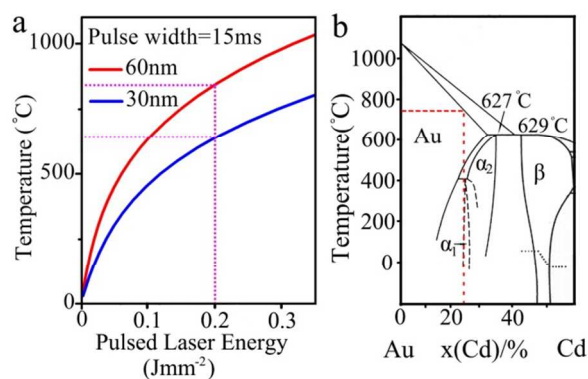 a
Pulse width=15ms
60nm
30nm
1000
500
0
Temperature(°C)
0 0.1 0.2 0.3
Pulsed Laser Energy
(Jmm-2)
b
1000
800
600
400
200
0
Temperature(°C)
627°C
629°C
Au
α2
β
α1
0 20 40
Au x(Cd)/% Cd